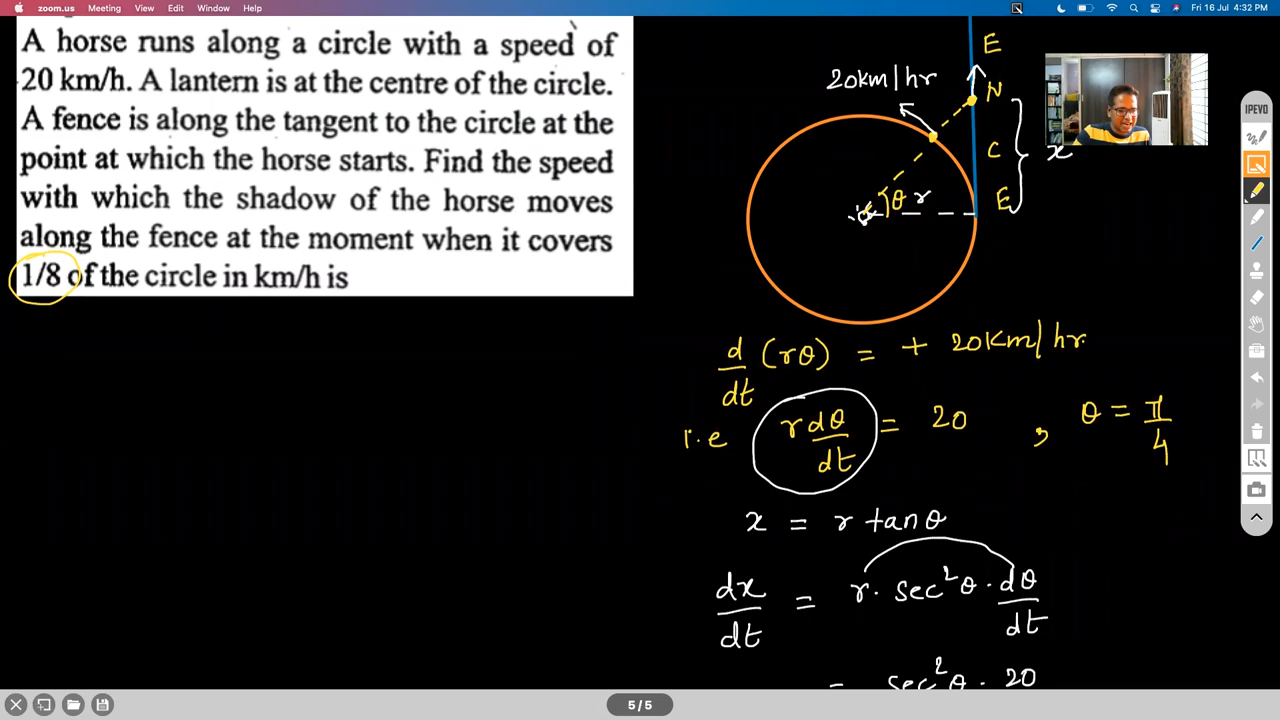 zoom.us Meeting View Edit Window Help Fri 16 Jul 4:32 PM
A horse runs along a circle with a speed of
20 km/h. A lantern is at the centre of the circle.
A fence is along the tangent to the circle at the
point at which the horse starts. Find the speed
with which the shadow of the horse moves
along the fence at the moment when it covers
1/8 of the circle in km/h is
20km/hr
F
E
N
C
E
x
θ r
IPEVO
d/dt (rθ) = + 20km/hr.
i.e r dθ/dt = 20 , θ = π/4
x = r tanθ
dx/dt = r. sec²θ. dθ/dt
= sec²θ. 20
5/5